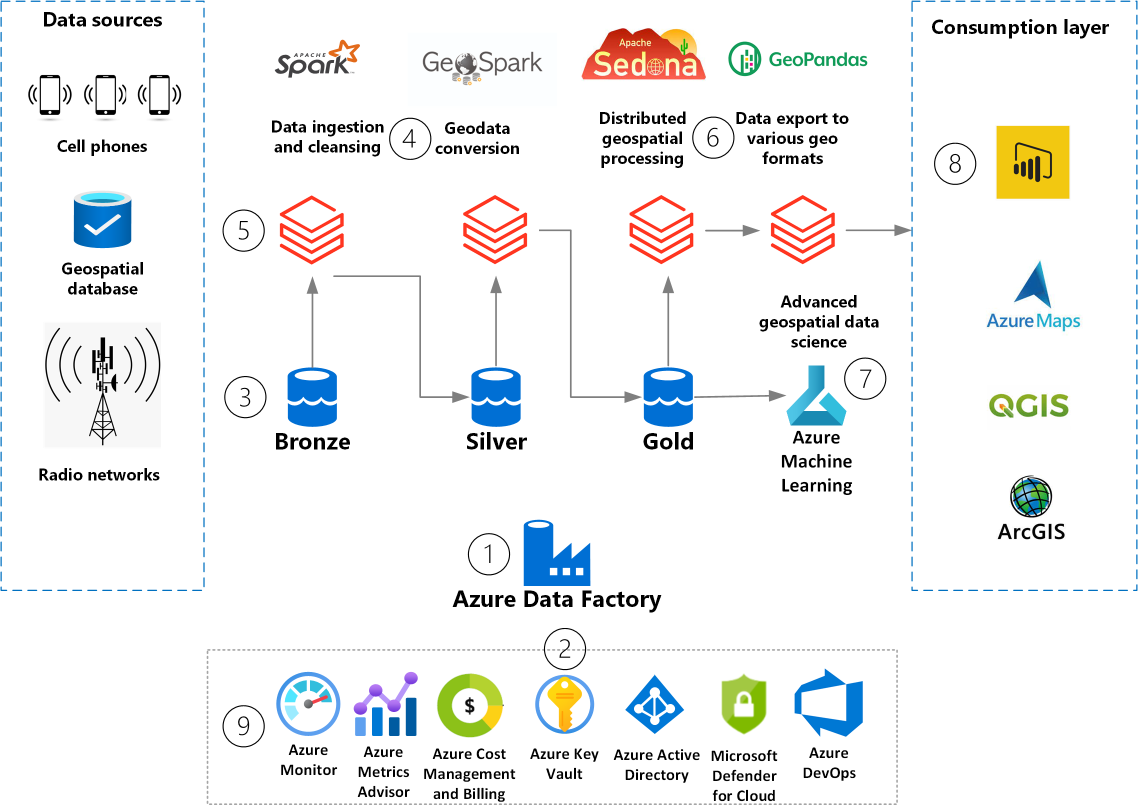 Data sources
Cell phones
Geospatial
database
Radio networks
APACHE
Spark
GeoSpark
Apache
Sedona
GeoPandas
Data ingestion
and cleansing
4
Geodata
conversion
Distributed
geospatial
processing
6
Data export to
various geo
formats
5
3
Bronze
Silver
Gold
Advanced
geospatial data
science
7
Azure
Machine
Learning
Consumption layer
8
Azure Maps
QGIS
ArcGIS
1
Azure Data Factory
2
9
$
Azure
Monitor
Azure
Metrics
Advisor
Azure Cost
Management
and Billing
Azure Key
Vault
Azure Active
Directory
Microsoft
Defender
for Cloud
Azure
DevOps